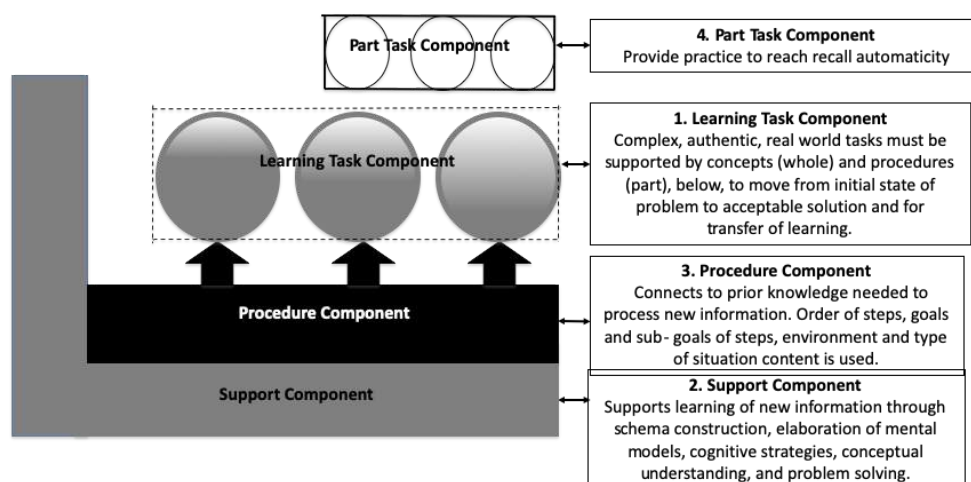 Part Task Component
4. Part Task Component
Provide practice to reach recall automaticity
Learning Task Component
1. Learning Task Component
Complex, authentic, real world tasks must be
supported by concepts (whole) and procedures
(part), below, to move from initial state of
problem to acceptable solution and for
transfer of learning.
Procedure Component
3. Procedure Component
Connects to prior knowledge needed to
process new information. Order of steps, goals
and sub- goals of steps, environment and type
of situation content is used.
Support Component
2. Support Component
Supports learning of new information through
schema construction, elaboration of mental
models, cognitive strategies, conceptual
understanding, and problem solving.